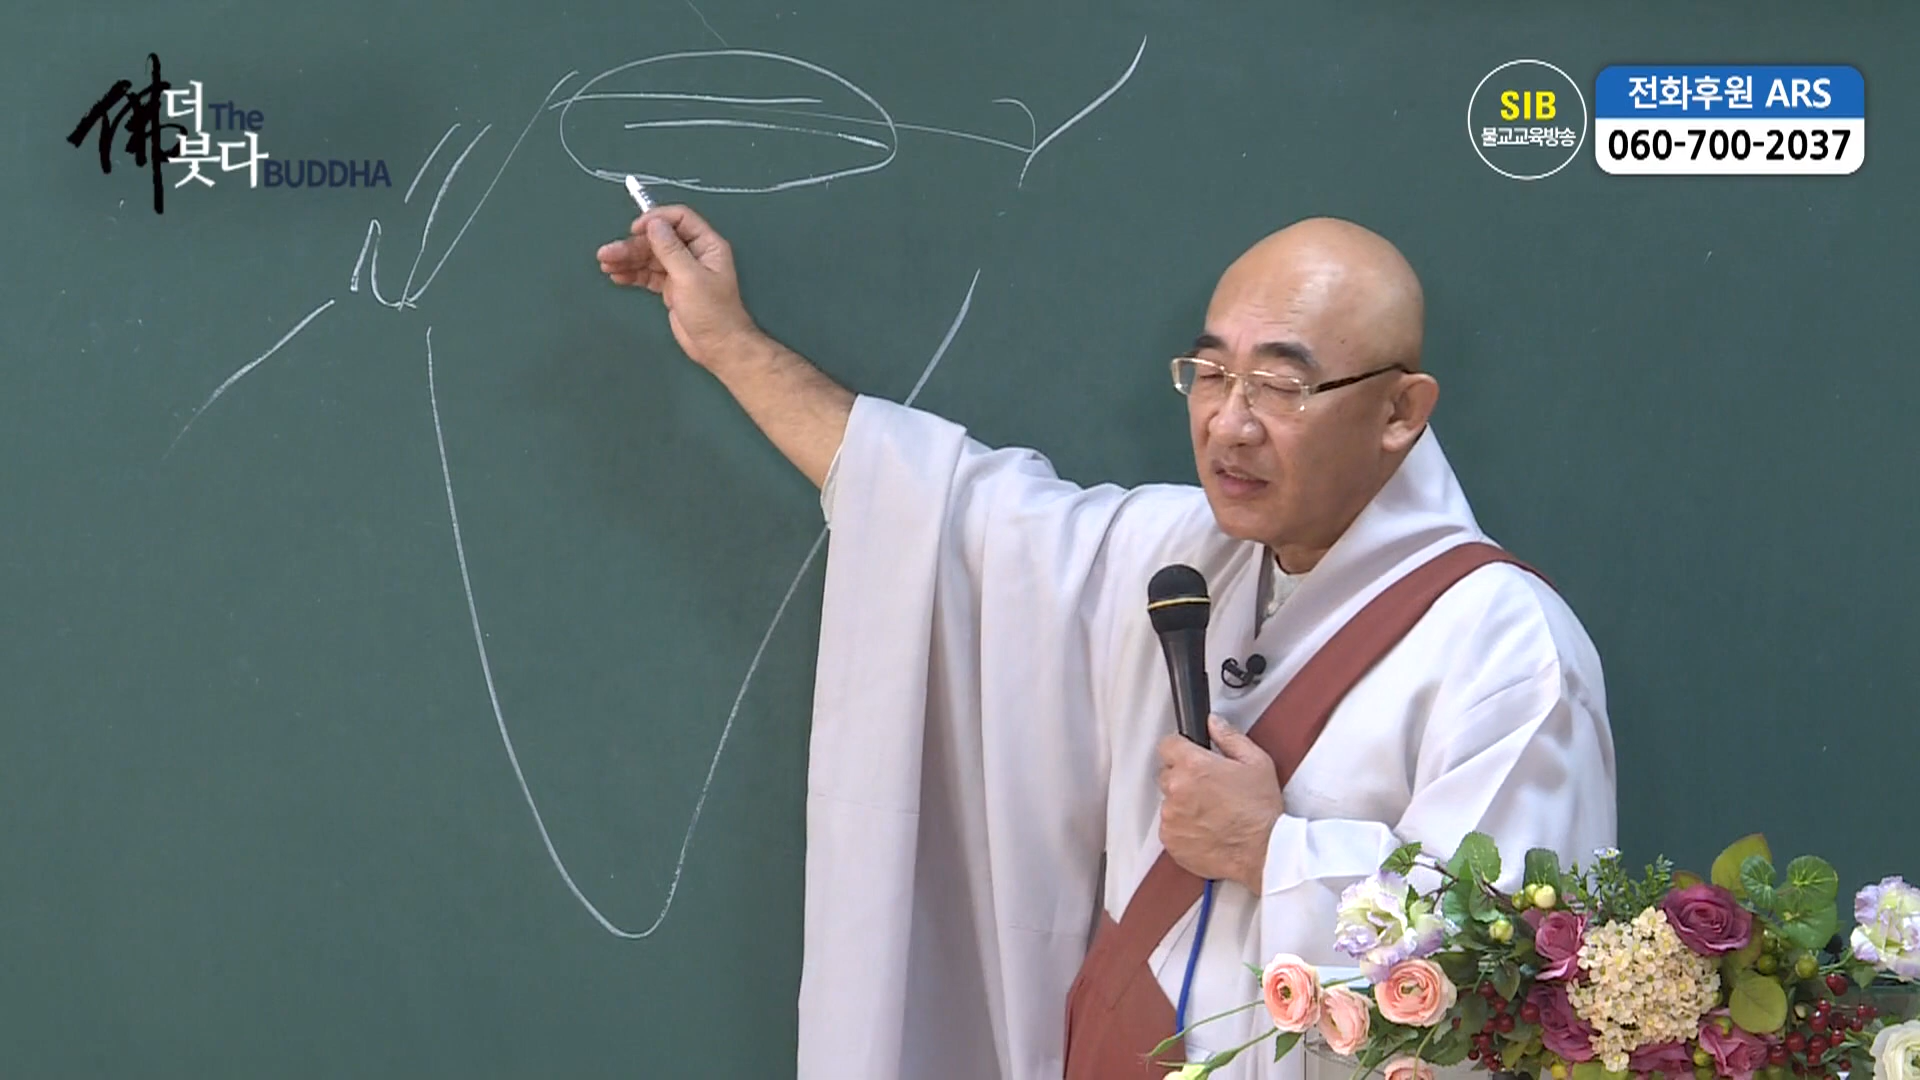 佛
더 The
붓다 BUDDHA
SIB
불교교육방송
전화후원 ARS
060-700-2037